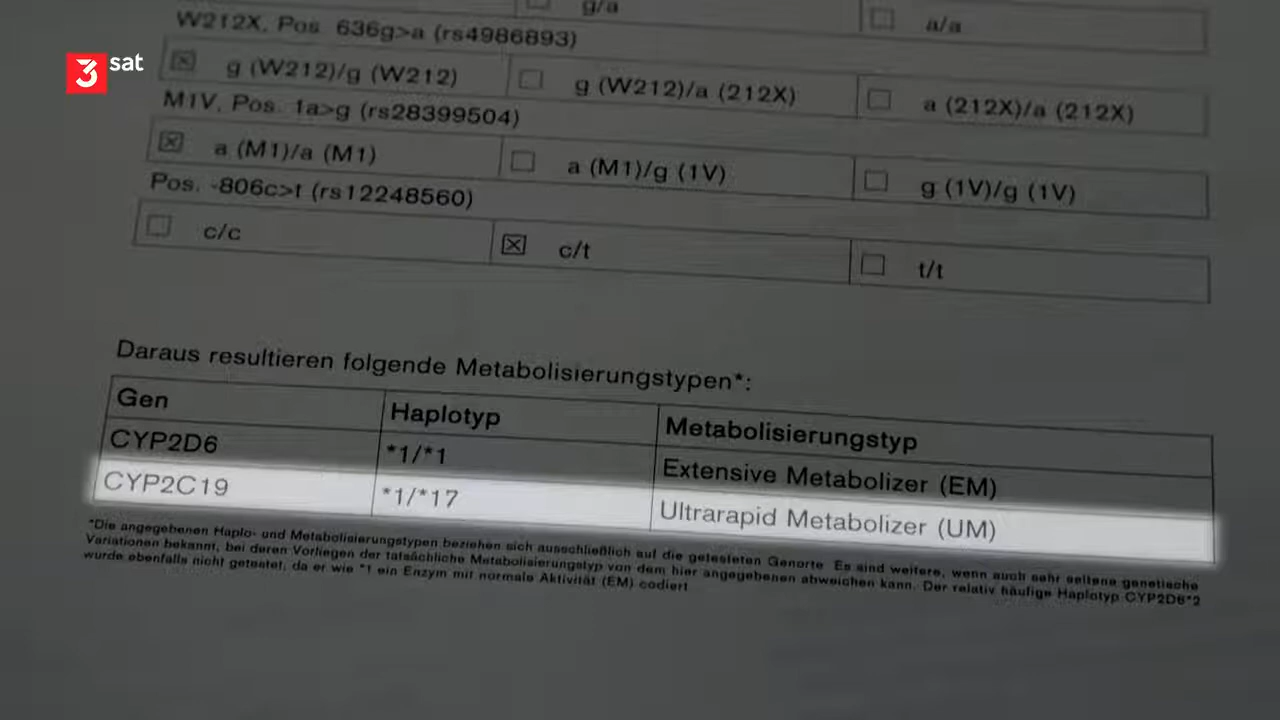 3sat
g/a
a/a
W212X, Pos. 636g>a (rs4986893)
g (W212)/g (W212)
g (W212)/a (212X)
a (212X)/a (212X)
M1V, Pos. 1a>g (rs28399504)
a (M1)/a (M1)
a (M1)/g (1V)
g (1V)/g (1V)
Pos. -806c>t (rs12248560)
c/c
c/t
t/t
Daraus resultieren folgende Metabolisierungstypen*:
Gen Haplotyp Metabolisierungstyp
CYP2D6 *1/*1 Extensive Metabolizer (EM)
CYP2C19 *1/*17 Ultrarapid Metabolizer (UM)
*Die angegebenen Haplo- und Metabolisierungstypen beziehen sich ausschließlich auf die getesteten Genorte. Es sind weitere, wenn auch sehr seltene genetische
Variationen bekannt, bei deren Vorliegen der tatsächliche Metabolisierungstyp von dem hier angegebenen abweichen kann. Der relativ häufige Haplotyp CYP2D6*2
wurde ebenfalls nicht getestet, da er wie *1 ein Enzym mit normale Aktivität (EM) codiert